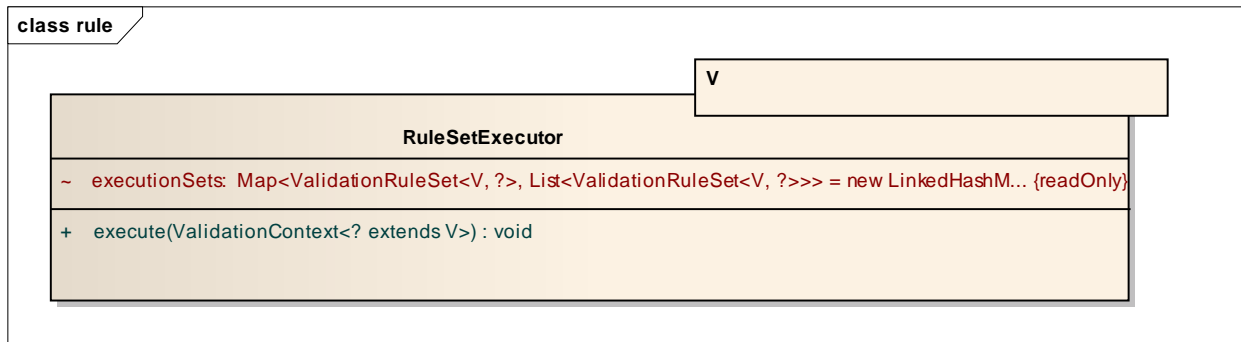 class rule
V
RuleSetExecutor
~ executionSets: Map<ValidationRuleSet<V, ?>, List<ValidationRuleSet<V, ?>>> = new LinkedHashM... {readOnly}
+ execute(ValidationContext<? extends V>) : void